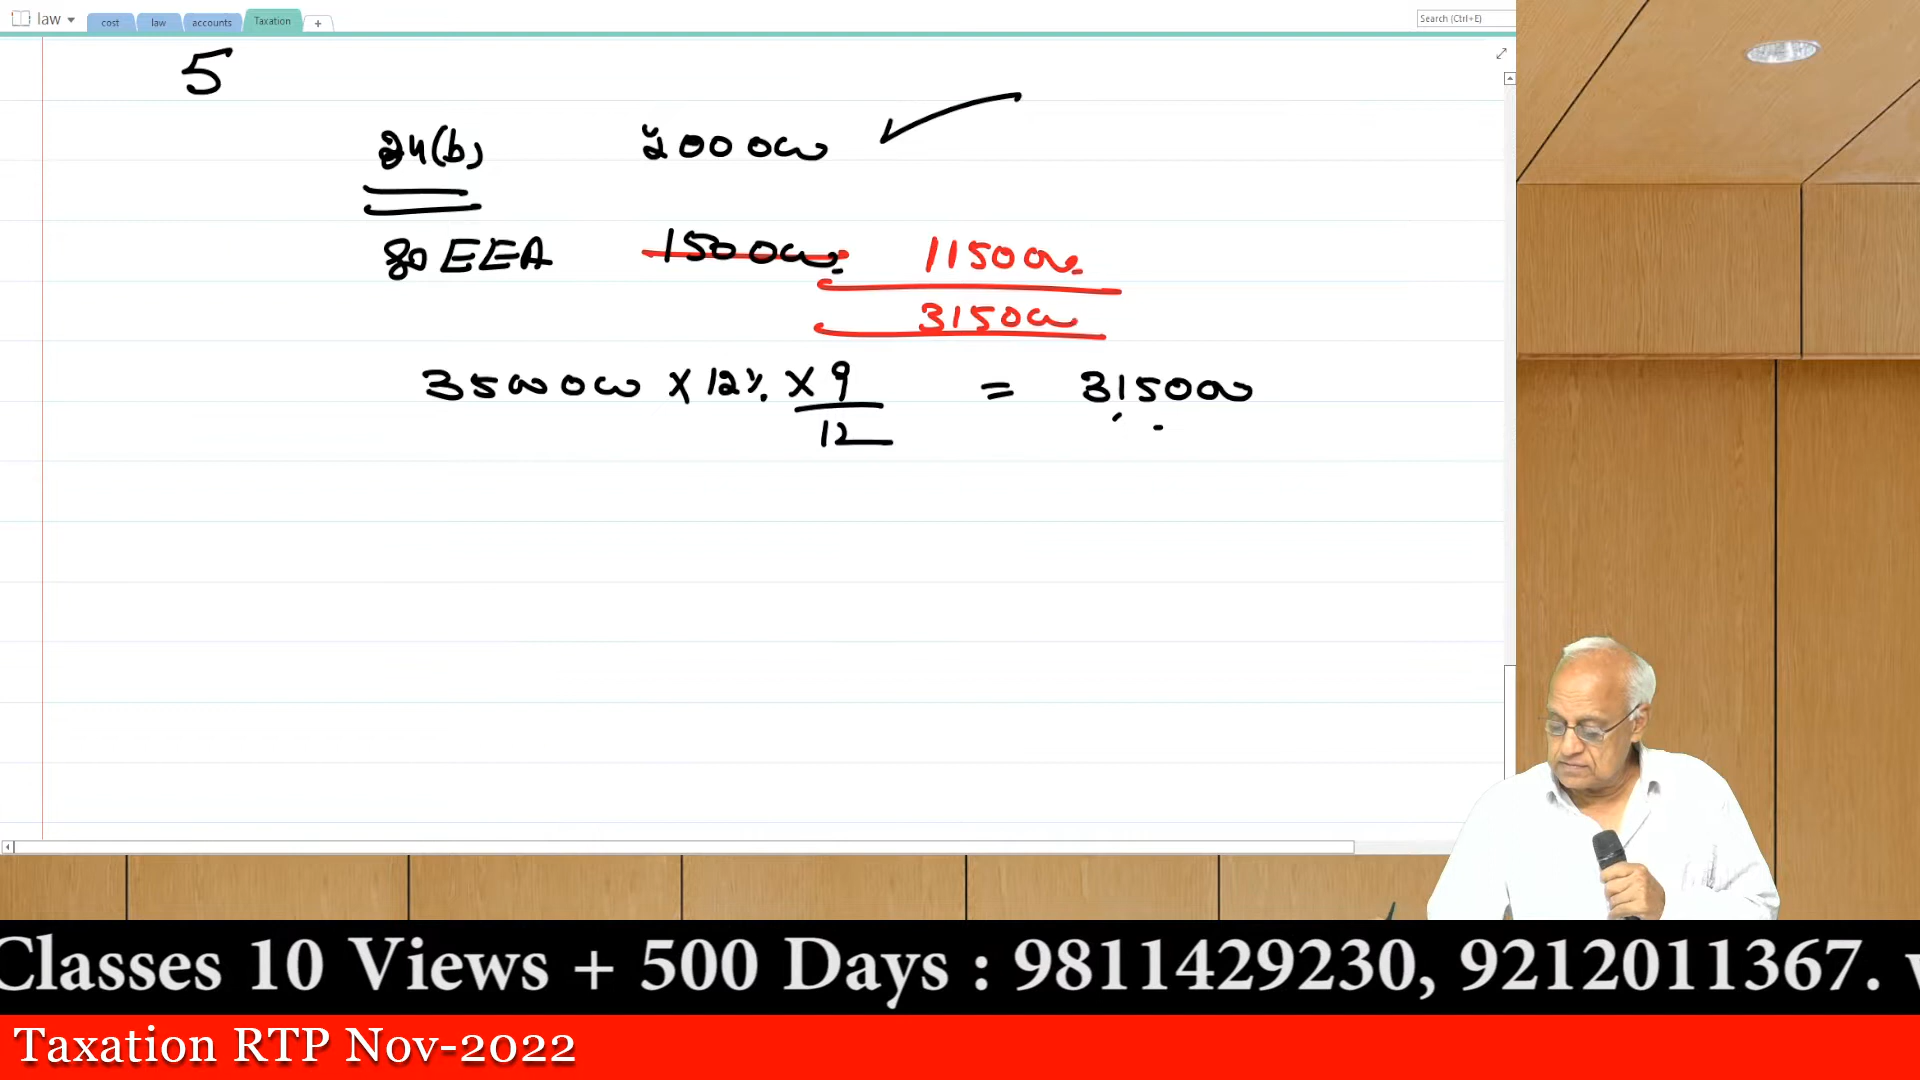 law cost law accounts Taxation + Search (Ctrl+E)
5
24(b) 200000
80 EEA 150000 115000
315000
3500000 × 12% × 9 = 315000
12
Classes 10 Views + 500 Days : 9811429230, 9212011367.
Taxation RTP Nov-2022